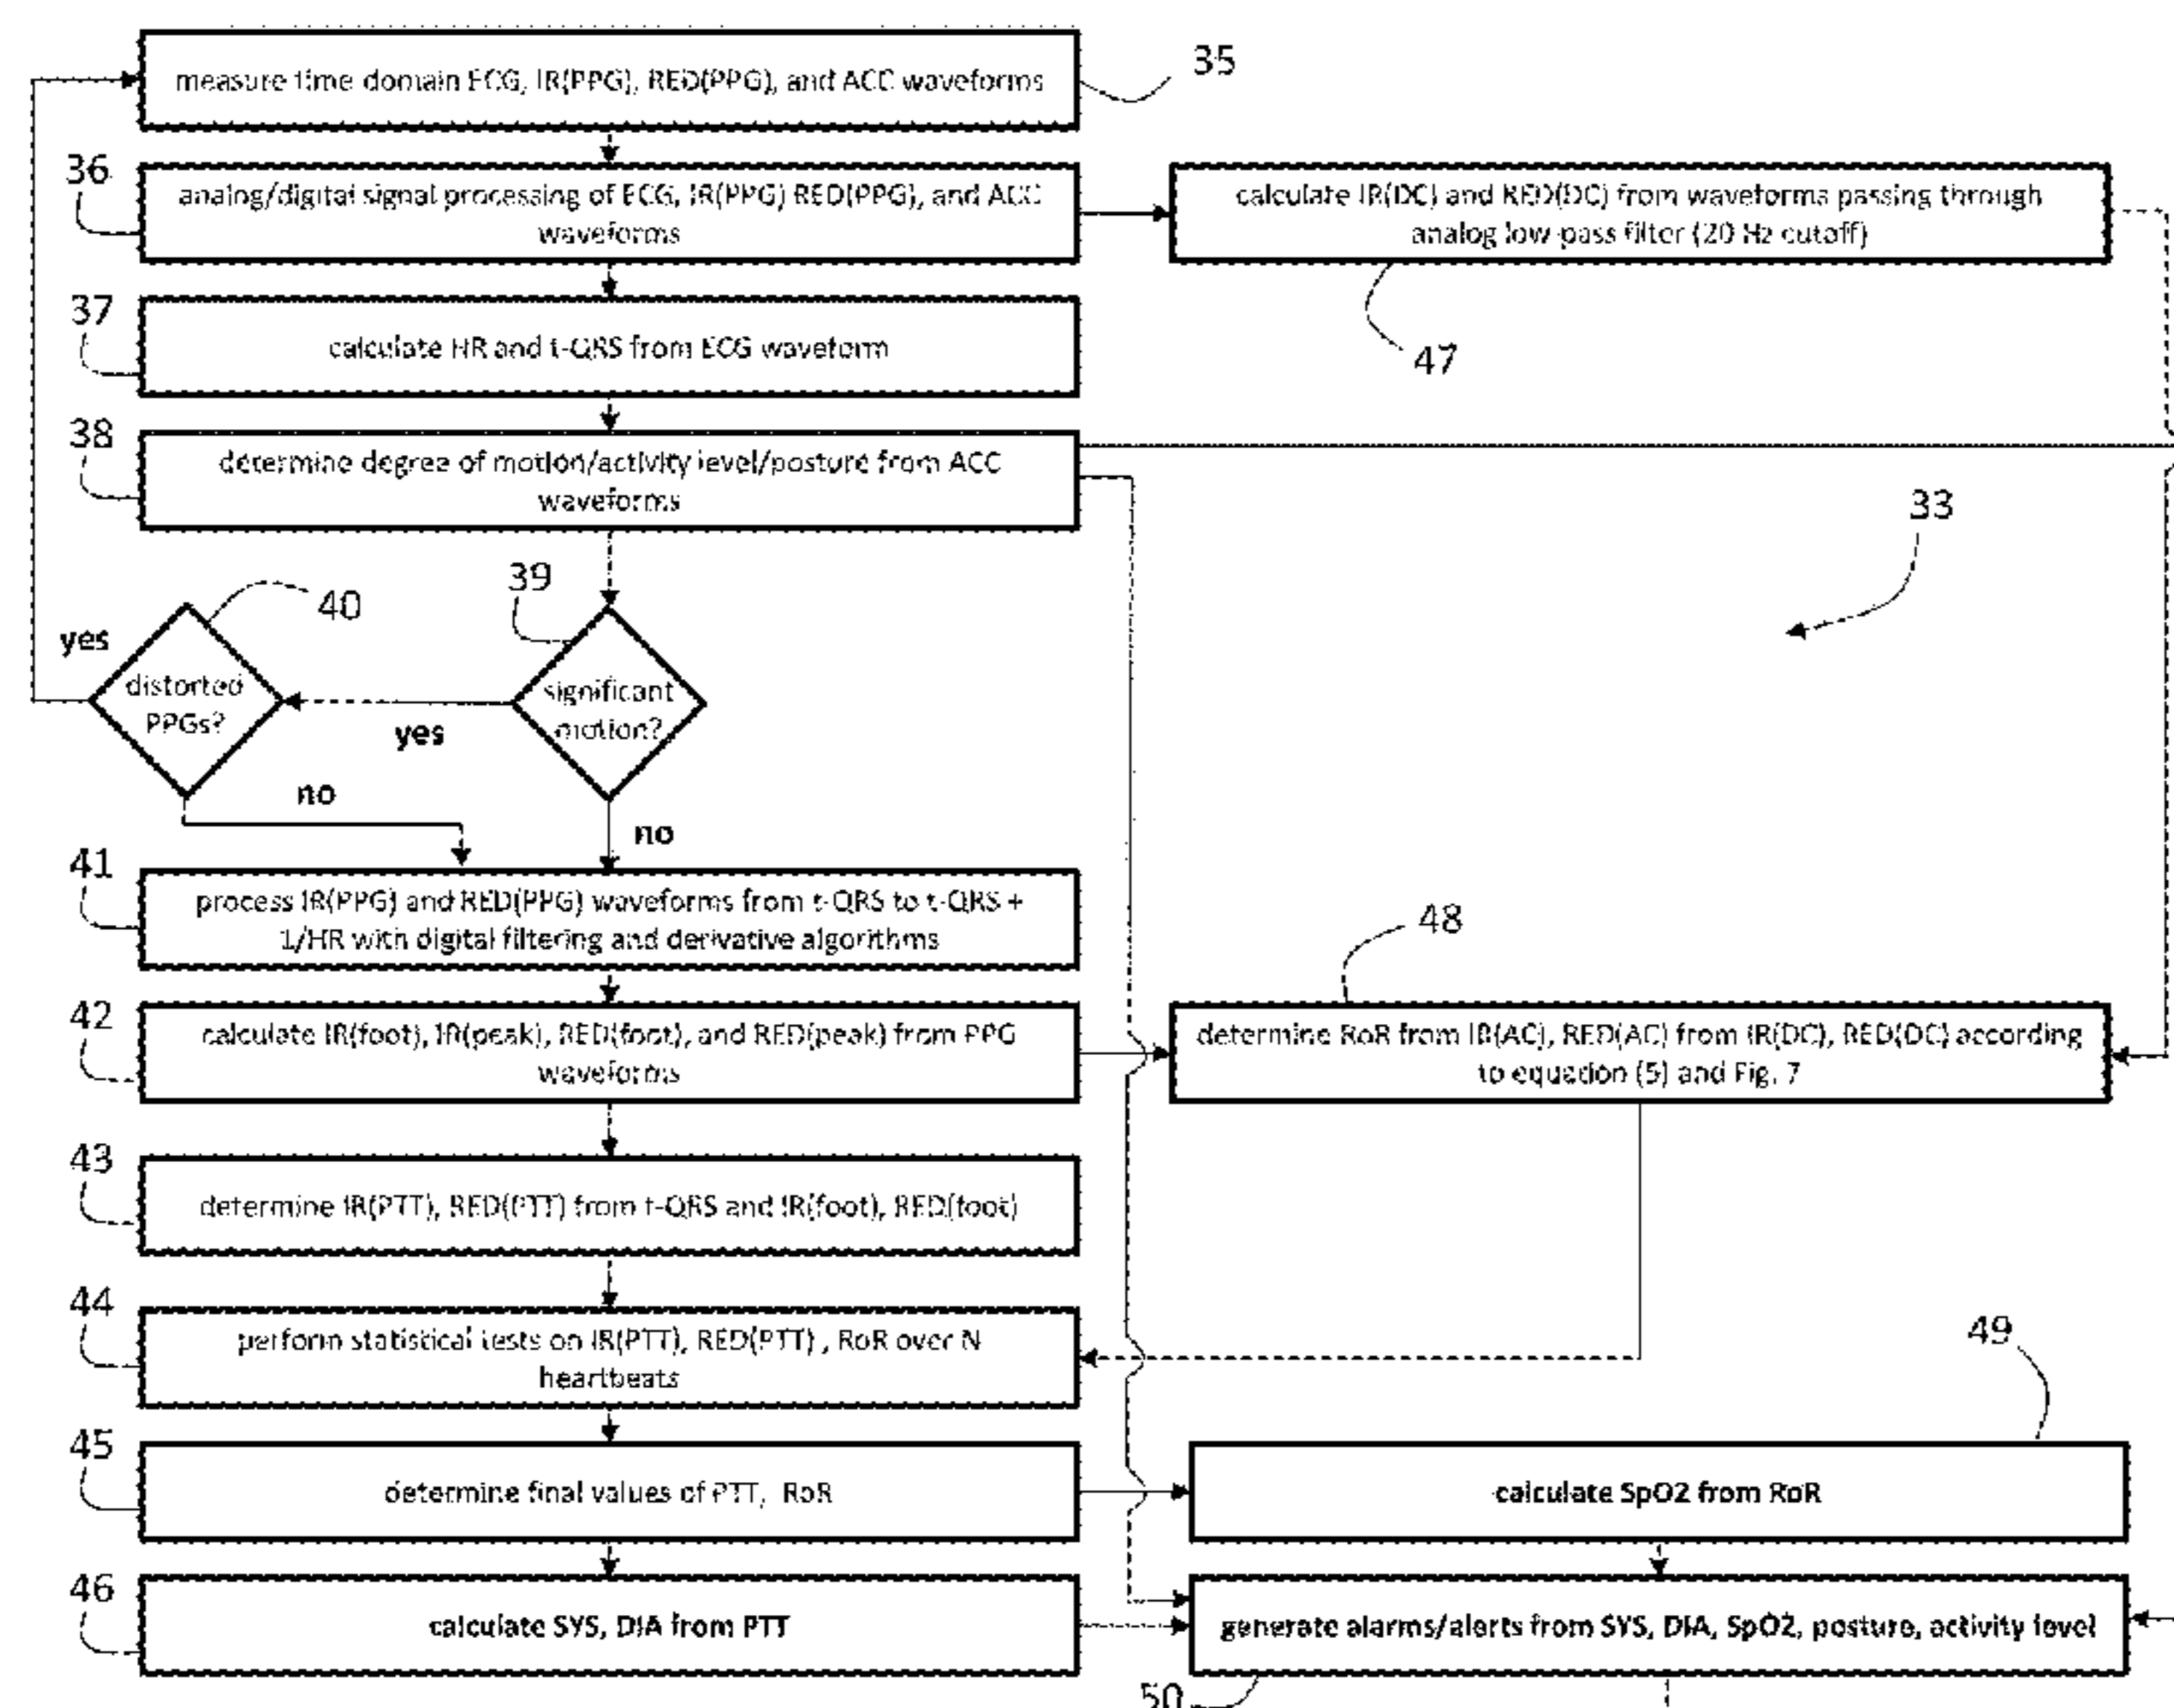 35
measure time domain ECG, IR(PPG), RED(PPG), and ACC waveforms
36
analog/digital signal processing of ECG, IR(PPG) RED(PPG), and ACC
waveforms
calculate IR(DC) and RED(DC) from waveforms passing through
analog low-pass filter (20 Hz cutoff)
37
47
calculate HR and t-QRS from ECG waveform
38
determine degree of motion/activity level/posture from ACC
waveforms
33
39
40
yes
distorted
PPGs?
significant
motion?
yes
no
no
41
process IR(PPG) and RED(PPG) waveforms from t-QRS to t-QRS +
1/HR with digital filtering and derivative algorithms
48
42
calculate IR(foot), IR(peak), RED(foot), and RED(peak) from PPG
waveforms
determine RoR from IR(AC), RED(AC) from IR(DC), RED(DC) according
to equation (5) and Fig. 7
43
determine IR(PTT), RED(PTT) from t-QRS and IR(foot), RED(foot)
44
perform statistical tests on IR(PTT), RED(PTT) , RoR over N
heartbeats
49
45
determine final values of PTT, RoR
calculate SpO2 from RoR
46
calculate SYS, DIA from PTT
generate alarms/alerts from SYS, DIA, SpO2, posture, activity level
50